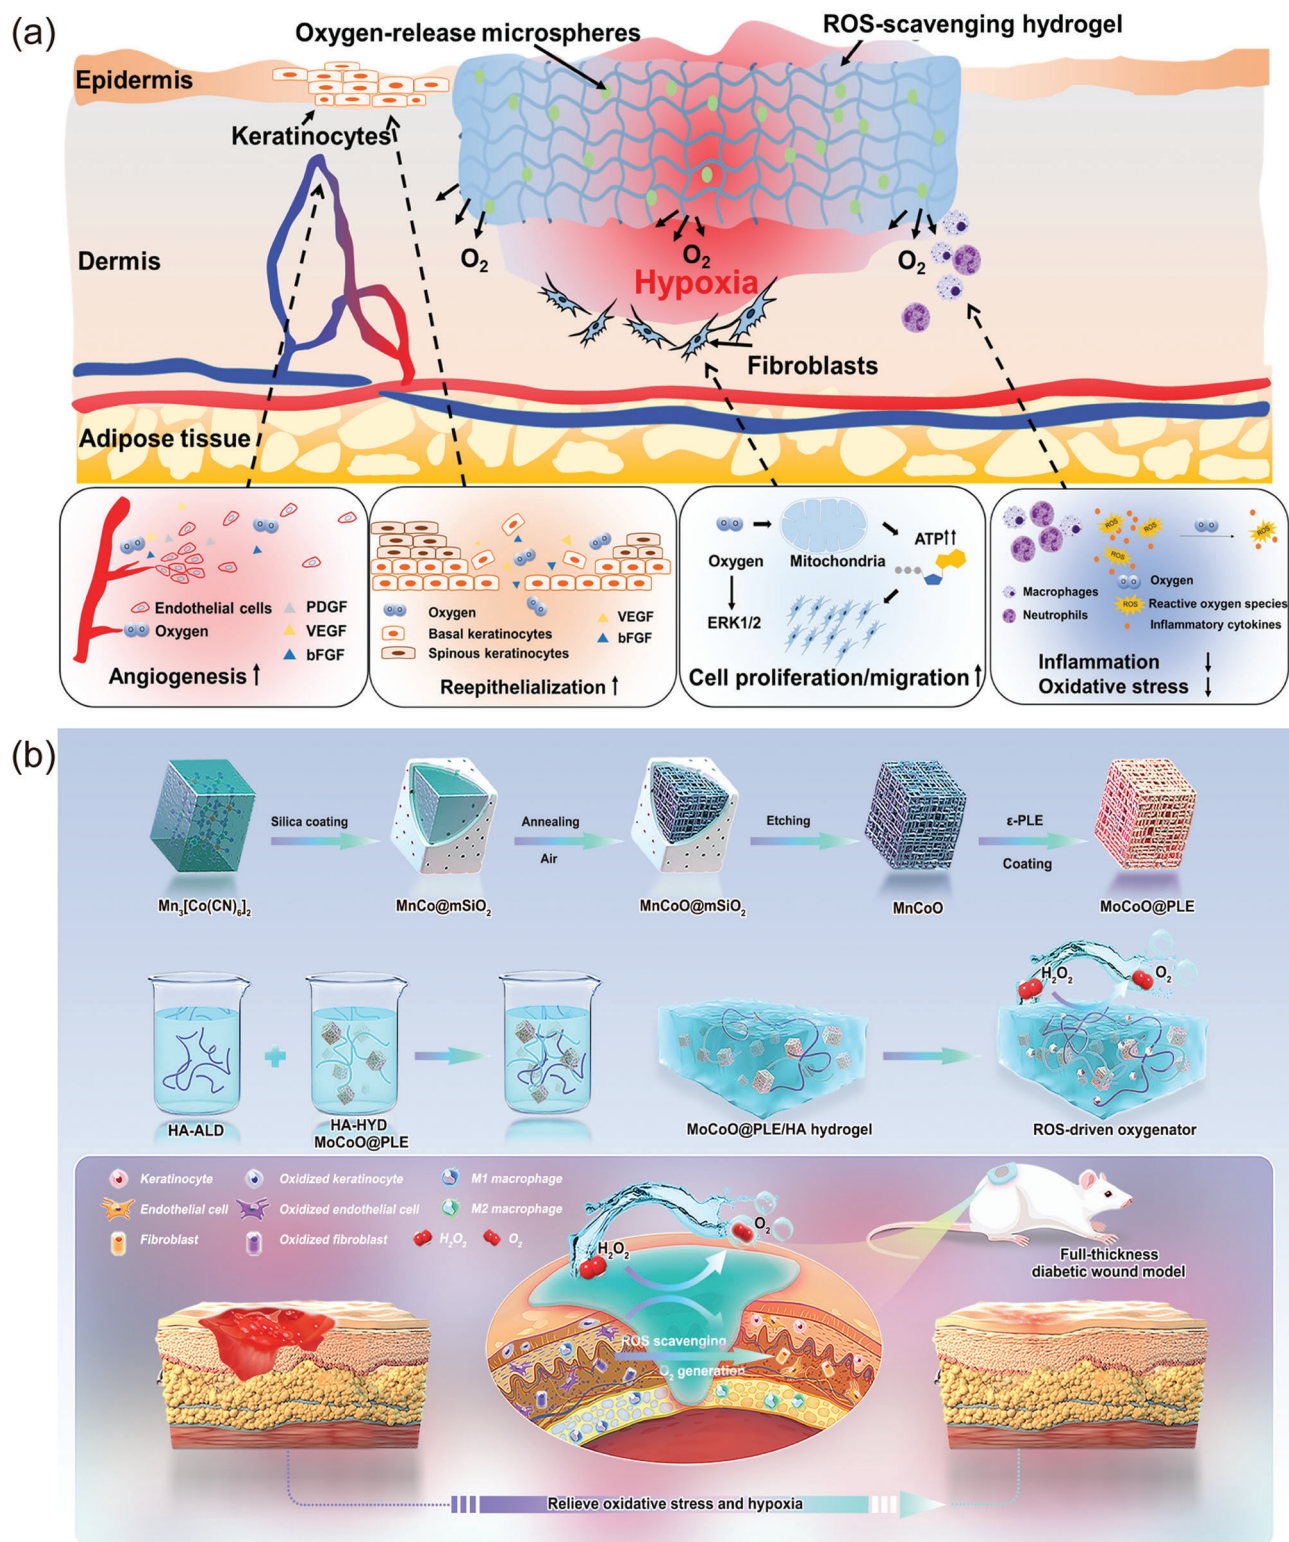 (a)
Oxygen-release microspheres
ROS-scavenging hydrogel
Epidermis
Keratinocytes
Dermis
O2
O2
O2
Hypoxia
Fibroblasts
Adipose tissue
Endothelial cells
Oxygen
PDGF
VEGF
bFGF
Angiogenesis ↑
Oxygen
Basal keratinocytes
Spinous keratinocytes
VEGF
bFGF
Reepithelialization ↑
Oxygen
Mitochondria
ATP↑↑
ERK1/2
Cell proliferation/migration ↑
Macrophages
Neutrophils
ROS
ROS
ROS
ROS
Oxygen
ROS
Reactive oxygen species
Inflammatory cytokines
Inflammation ↓
Oxidative stress ↓
(b)
Silica coating
Annealing
Air
Etching
ε-PLE
Coating
Mn3[Co(CN)6]2
MnCo@mSiO2
MnCoO@mSiO2
MnCoO
MoCoO@PLE
H2O2
O2
HA-ALD
HA-HYD
MoCoO@PLE
MoCoO@PLE/HA hydrogel
ROS-driven oxygenator
Keratinocyte
Oxidized keratinocyte
M1 macrophage
Endothelial cell
Oxidized endothelial cell
M2 macrophage
Fibroblast
Oxidized fibroblast
H2O2
O2
H2O2
O2
ROS scavenging
O2 generation
Full-thickness
diabetic wound model
Relieve oxidative stress and hypoxia